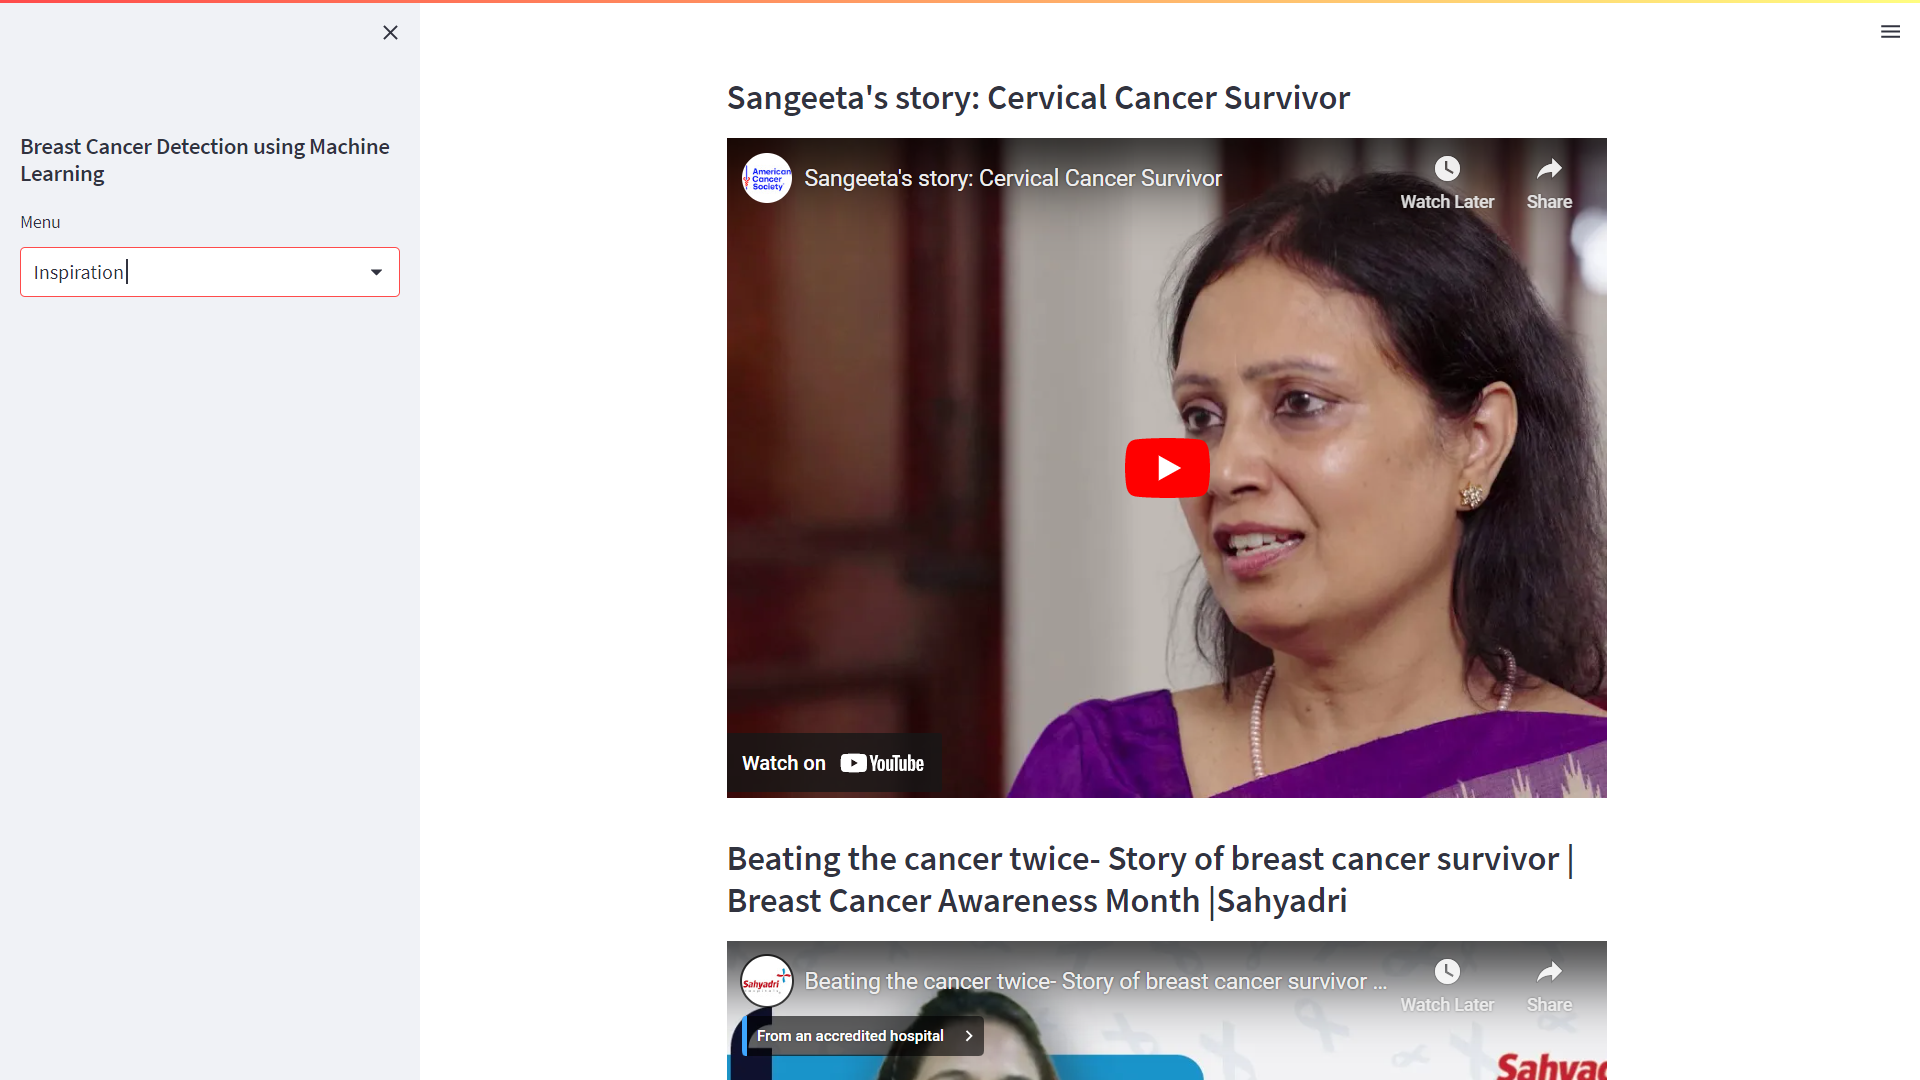 Breast Cancer Detection using Machine
Learning
Menu
Inspiration
Sangeeta's story: Cervical Cancer Survivor
American
Cancer
Society
Sangeeta's story: Cervical Cancer Survivor
Watch Later
Share
Watch on YouTube
Beating the cancer twice- Story of breast cancer survivor |
Breast Cancer Awareness Month |Sahyadri
Sahyadri
Beating the cancer twice- Story of breast cancer survivor ...
Watch Later
Share
From an accredited hospital